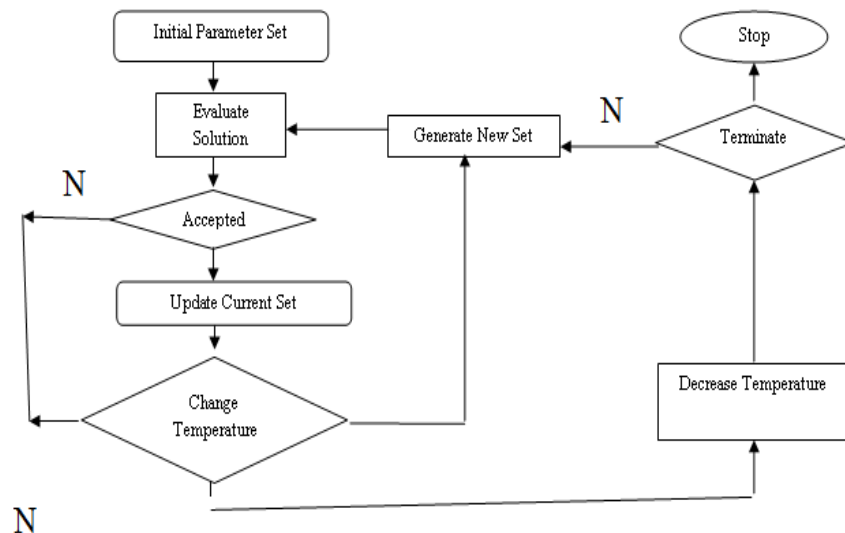 Initial Parameter Set
Stop
Evaluate
Solution
Generate New Set
N
Terminate
N
Accepted
Update Current Set
Change
Temperature
Decrease Temperature
N